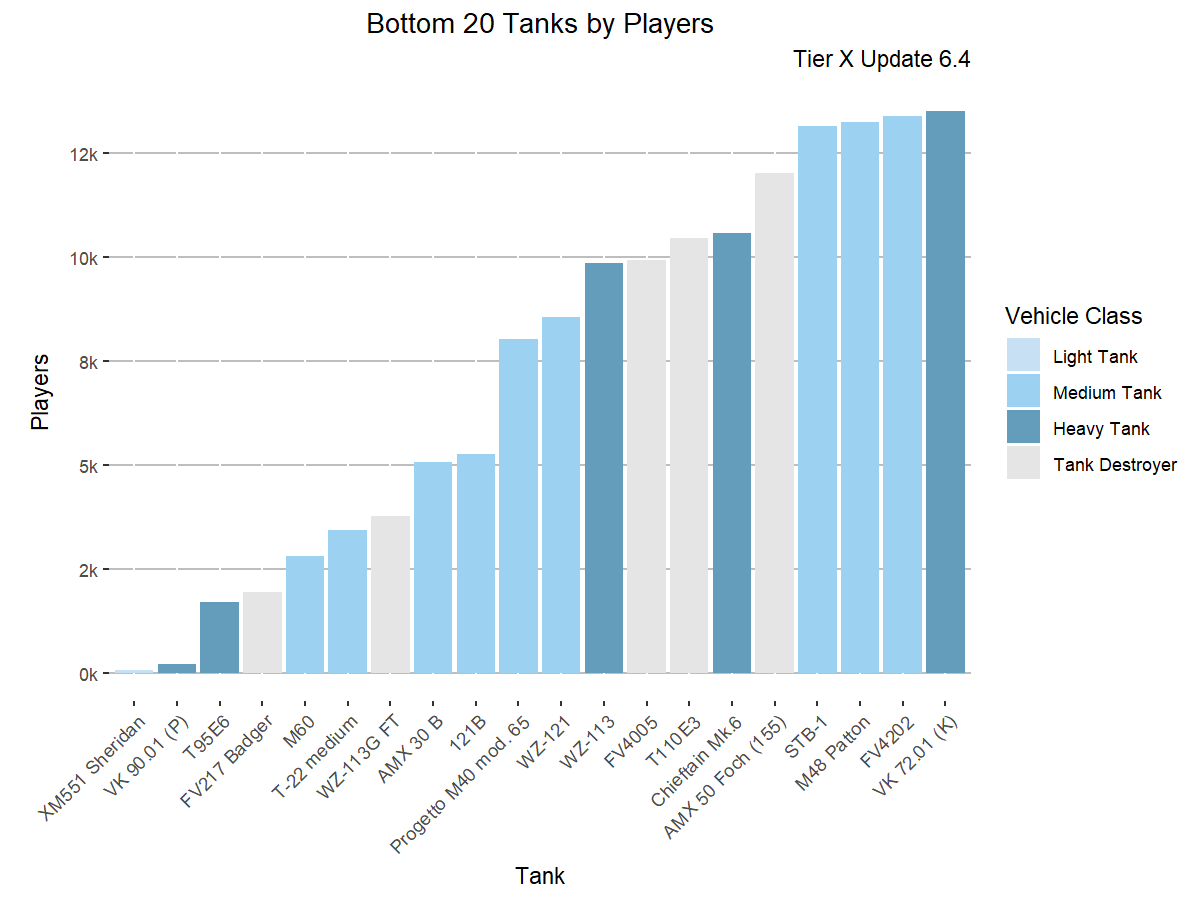 Bottom 20 Tanks by Players
Tier X Update 6.4
12k
10k
8k
5k
2k
0k
Players
XM551 Sheridan
VK 90.01 (P)
T95E6
FV217 Badger
M60
T-22 medium
WZ-113G FT
AMX 30 B
121B
Progetto M40 mod. 65
WZ-121
WZ-113
FV4005
T110E3
Chieftain Mk.6
AMX 50 Foch (155)
STB-1
M48 Patton
FV4202
VK 72.01 (K)
Tank
Vehicle Class
Light Tank
Medium Tank
Heavy Tank
Tank Destroyer